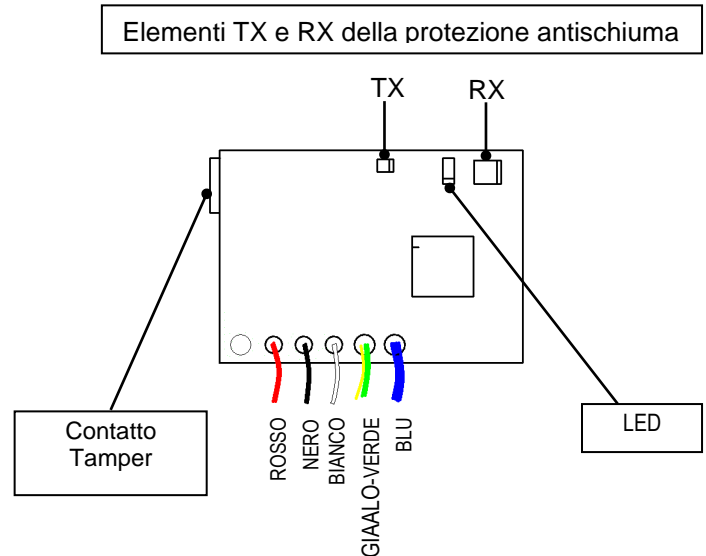 Elementi TX e RX della protezione antischiuma
TX
RX
Contatto
Tamper
ROSSO
NERO
BIANCO
GIAALO-VERDE
BLU
LED